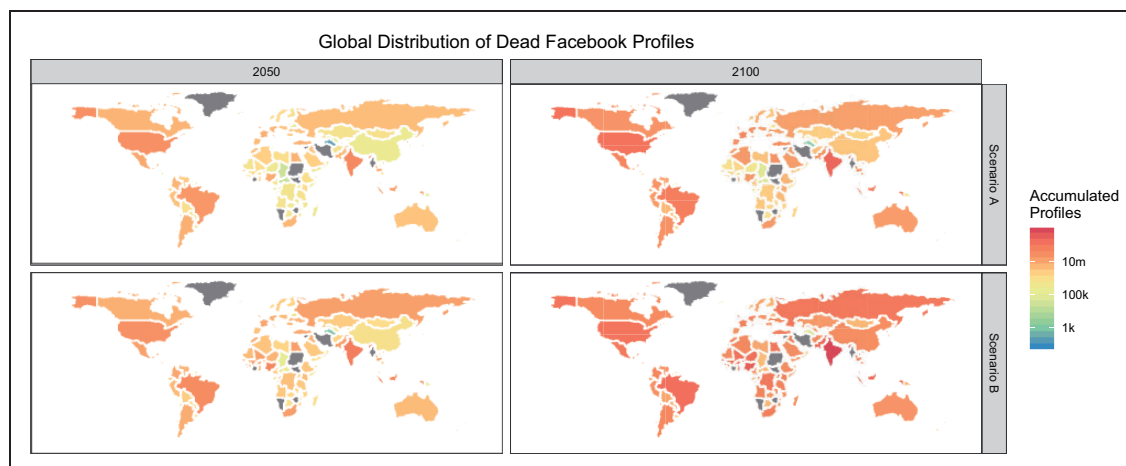 Global Distribution of Dead Facebook Profiles
2050
2100
Scenario A
Scenario B
Accumulated
Profiles
10m
100k
1k